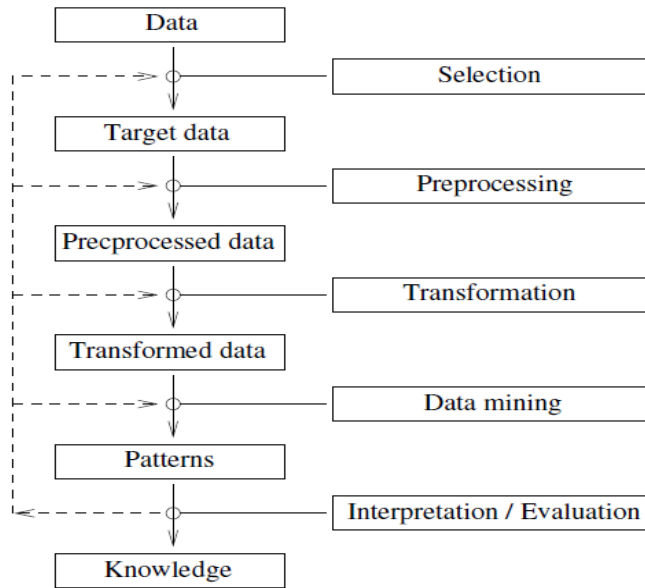 Data
Selection
Target data
Preprocessing
Precprocessed data
Transformation
Transformed data
Data mining
Patterns
Interpretation / Evaluation
Knowledge